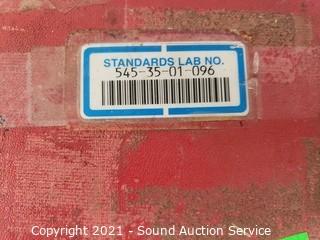 STANDARDS LAB NO.
545-35-01-096
Copyright 2021 - Sound Auction Service